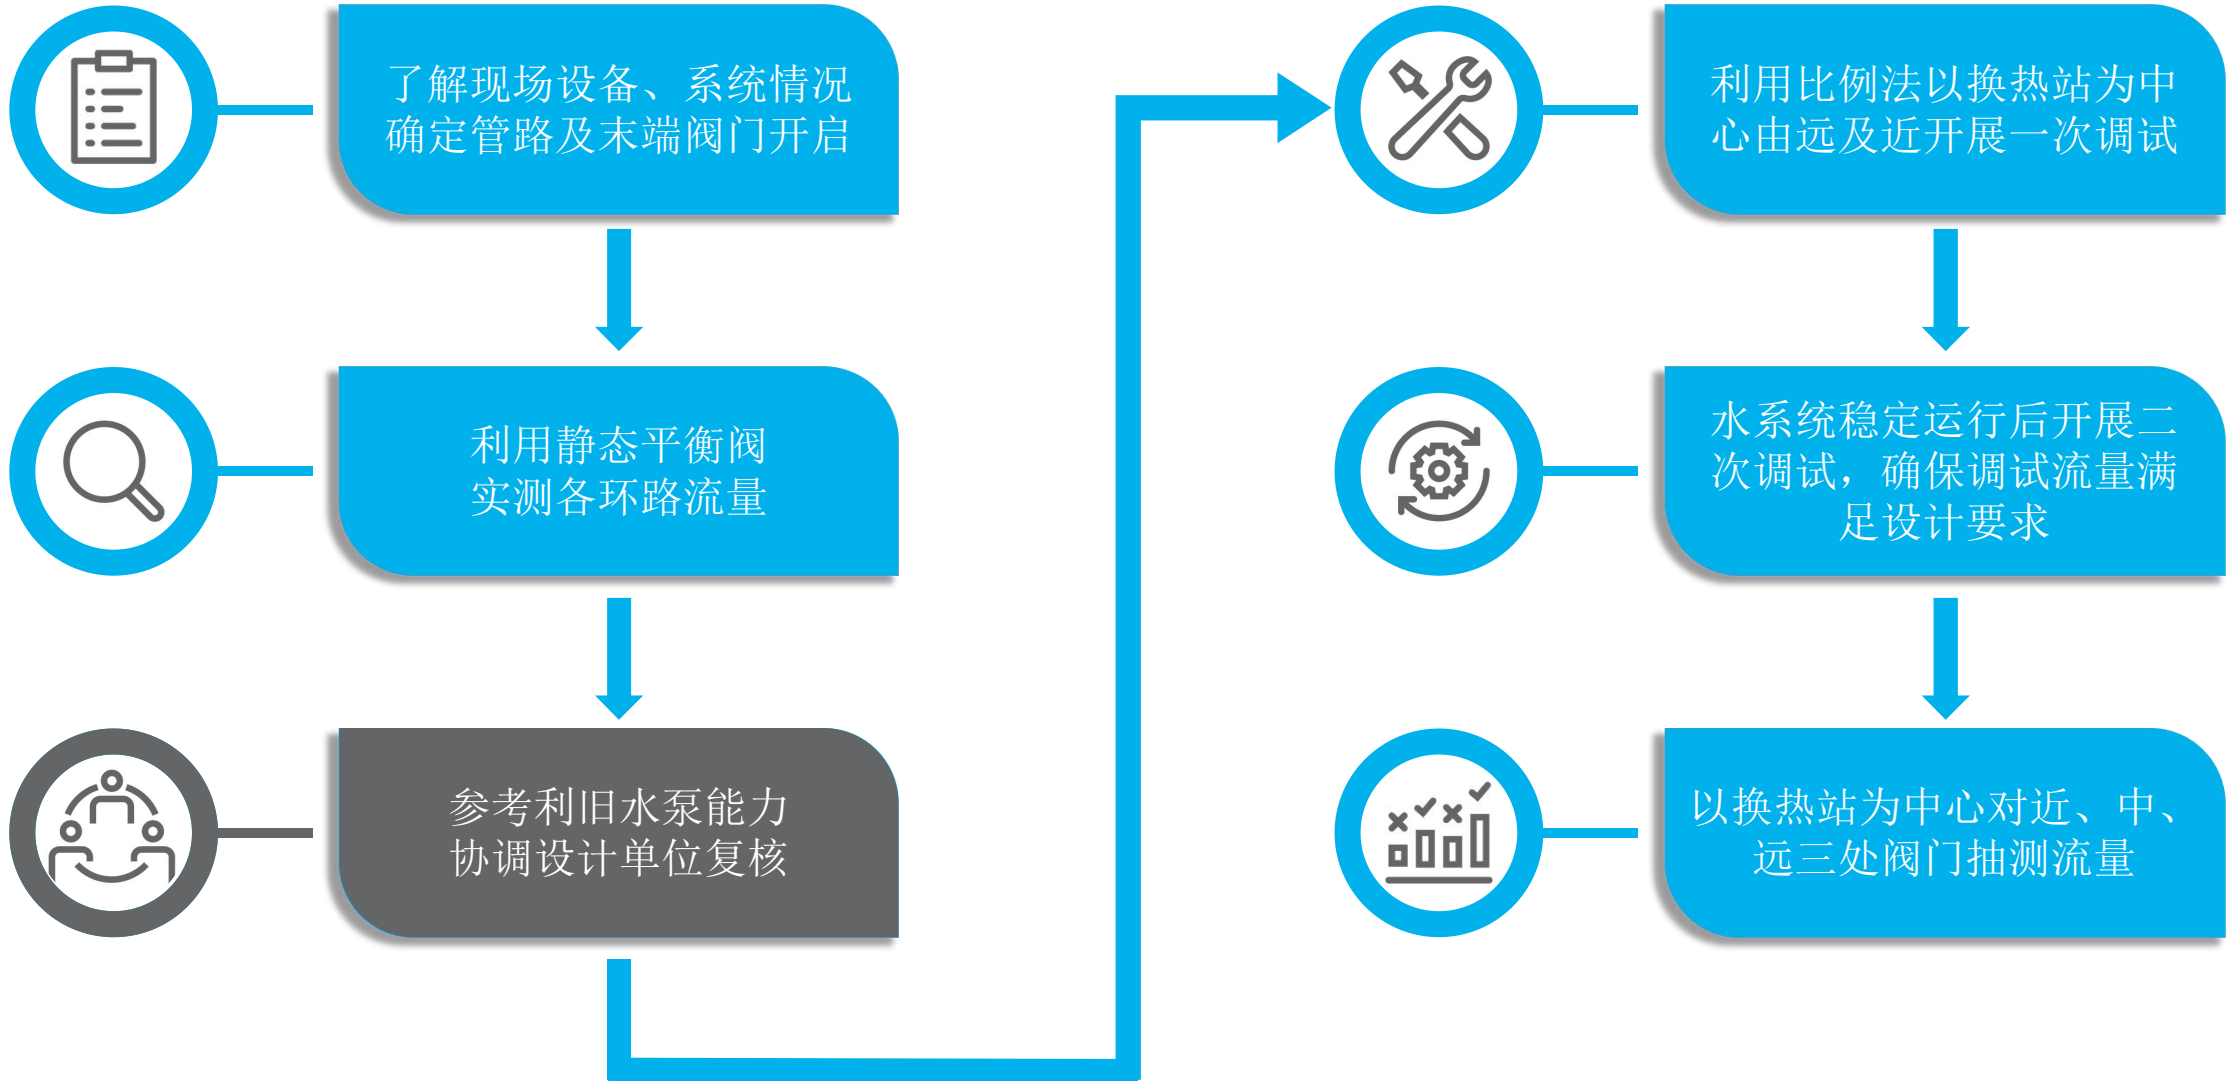 了解现场设备、系统情况
确定管路及末端阀门开启
利用静态平衡阀
实测各环路流量
参考利旧水泵能力
协调设计单位复核
利用比例法以换热站为中
心由远及近开展一次调试
水系统稳定运行后开展二
次调试，确保调试流量满
足设计要求
以换热站为中心对近、中、
远三处阀门抽测流量